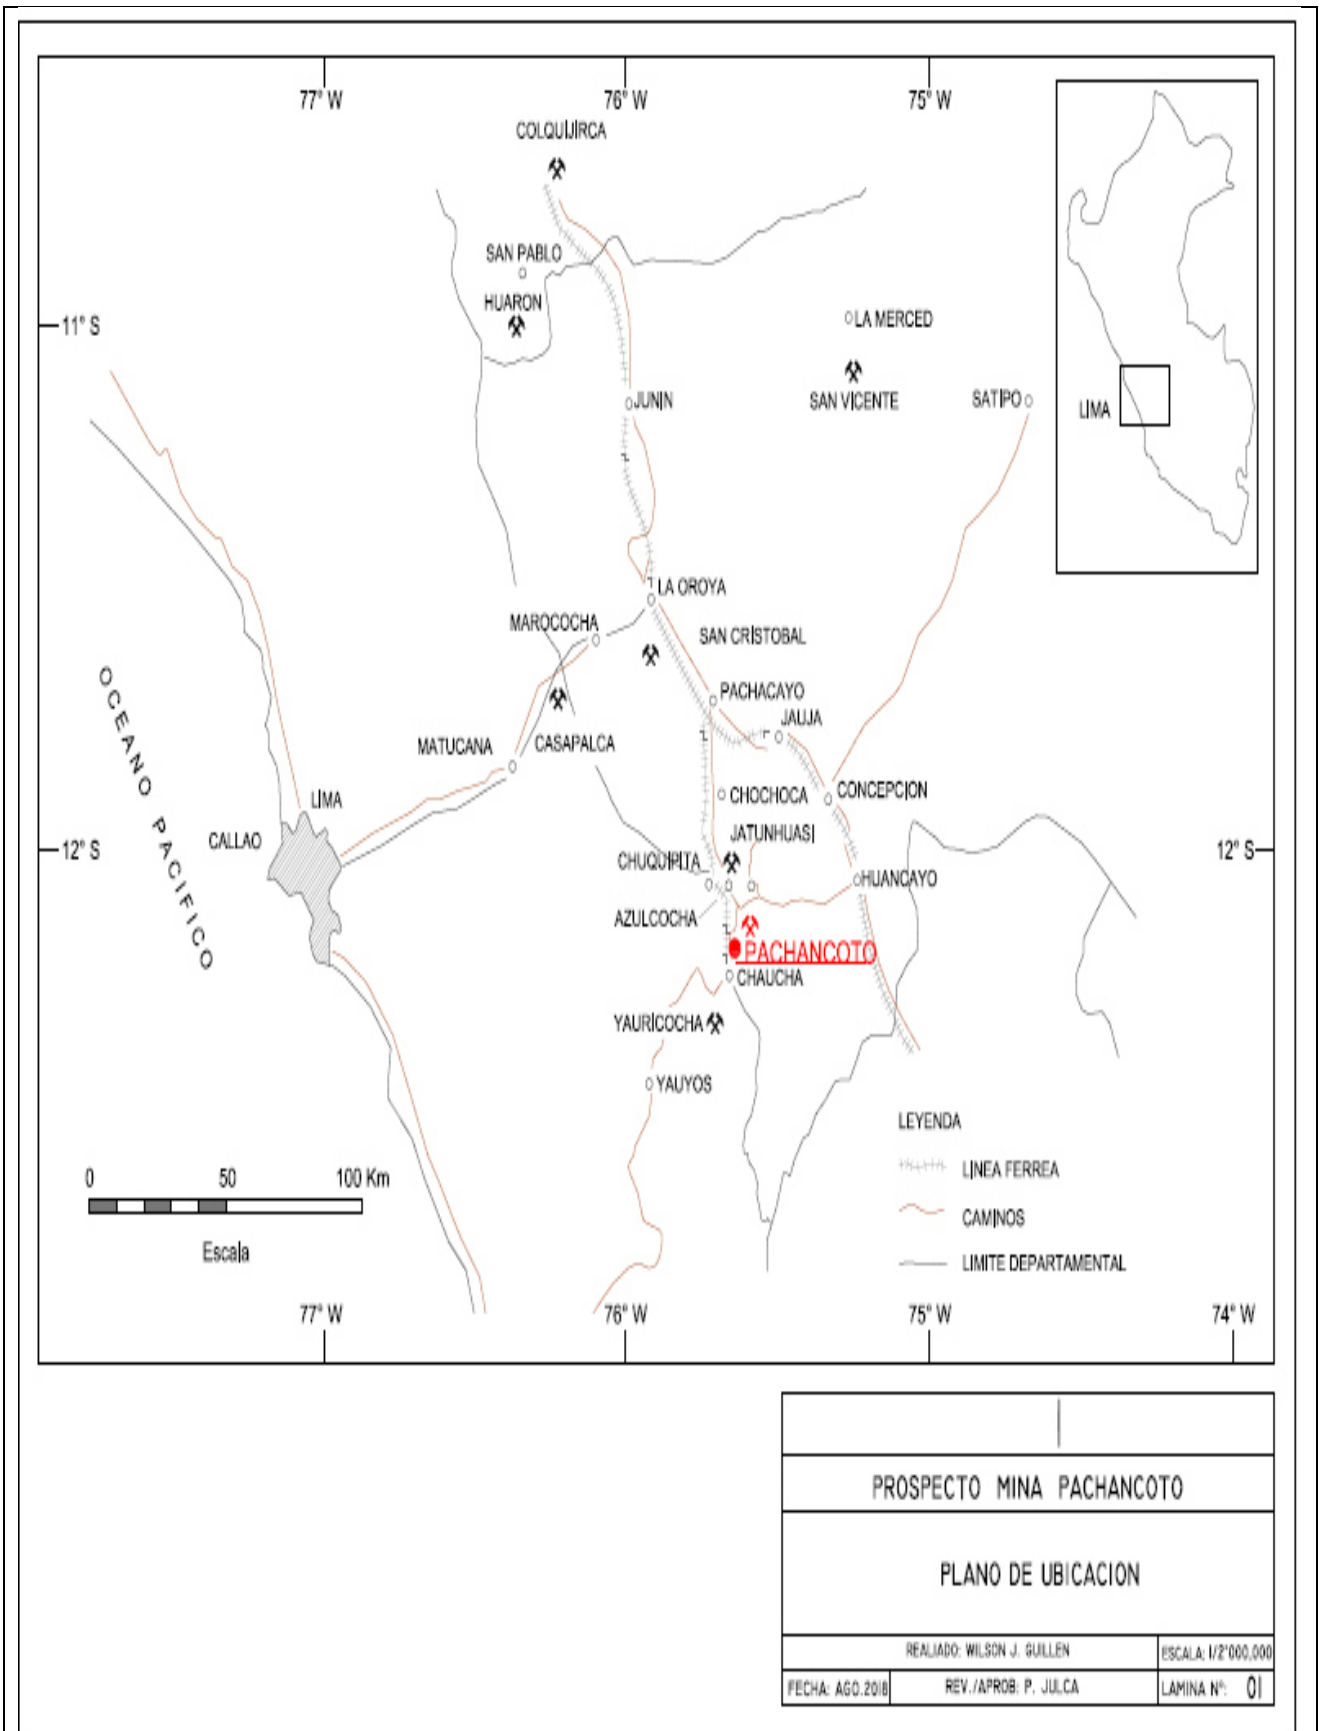 77° W 76° W 75° W
COLQUIJIRCA
SAN PABLO
HUARON
11° S
LA MERCED
JUNIN
SAN VICENTE
SATIPO
LIMA
LA OROYA
MAROCOCHA
SAN CRISTOBAL
PACHACAYO
JAUJA
MATUCANA
CASAPALCA
OCEANO PACIFICO
LIMA
CONCEPCION
CHOCHOCA
CALLAO
JATUNHUASI
12° S
12° S
CHUQUIPITA
HUANCAYO
AZULCOCHA
PACHANCOTO
CHAUCHA
YAURICOCHA
YAUYOS
LEYENDA
LINEA FERREA
CAMINOS
LIMITE DEPARTAMENTAL
0 50 100 Km
Escala
77° W 76° W 75° W 74° W
PROSPECTO MINA PACHANCOTO
PLANO DE UBICACION
REALIADO: WILSON J. GUILLEN
ESCALA: 1/2"000,000
FECHA: AGO.2018
REV./APROB: P. JULCA
LAMINA N°: 01